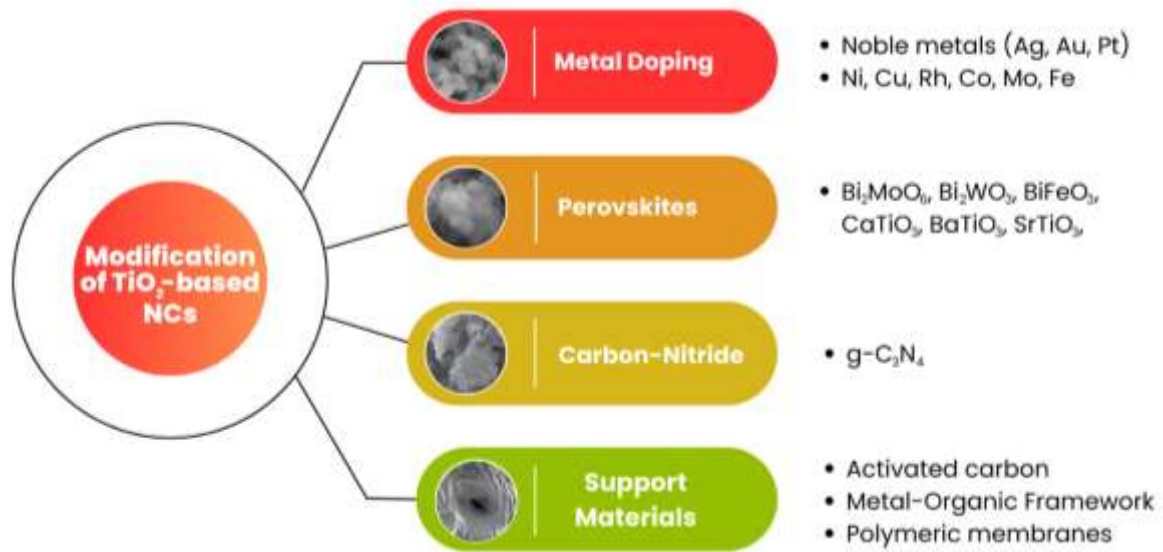 Modification
of TiO₂-based
NCs
Metal Doping
• Noble metals (Ag, Au, Pt)
• Ni, Cu, Rh, Co, Mo, Fe
Perovskites
• Bi₂MoO₆, Bi₂WO₃, BiFeO₃,
CaTiO₃, BaTiO₃, SrTiO₃,
Carbon-Nitride
• g-C₃N₄
Support
Materials
• Activated carbon
• Metal-Organic Framework
• Polymeric membranes